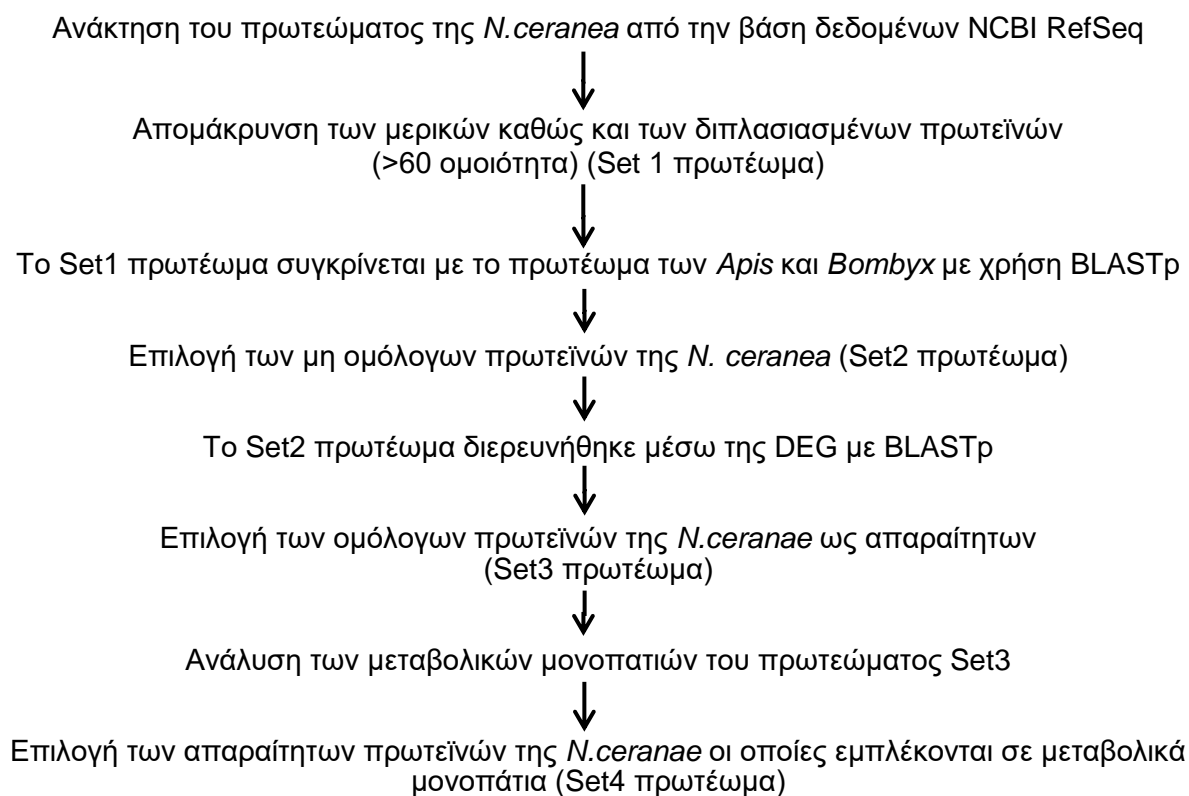 Ανάκτηση του πρωτεώματος της N.ceranea από την βάση δεδομένων NCBI RefSeq
Απομάκρυνση των μερικών καθώς και των διπλασιασμένων πρωτεϊνών
(>60 ομοιότητα) (Set 1 πρωτέωμα)
Το Set1 πρωτέωμα συγκρίνεται με το πρωτέωμα των Apis και Bombyx με χρήση BLASTp
Επιλογή των μη ομόλογων πρωτεϊνών της N. ceranea (Set2 πρωτέωμα)
Το Set2 πρωτέωμα διερευνήθηκε μέσω της DEG με BLASTp
Επιλογή των ομόλογων πρωτεϊνών της N.ceranae ως απαραίτητων
(Set3 πρωτέωμα)
Ανάλυση των μεταβολικών μονοπατιών του πρωτεώματος Set3
Επιλογή των απαραίτητων πρωτεϊνών της N.ceranae οι οποίες εμπλέκονται σε μεταβολικά
μονοπάτια (Set4 πρωτέωμα)